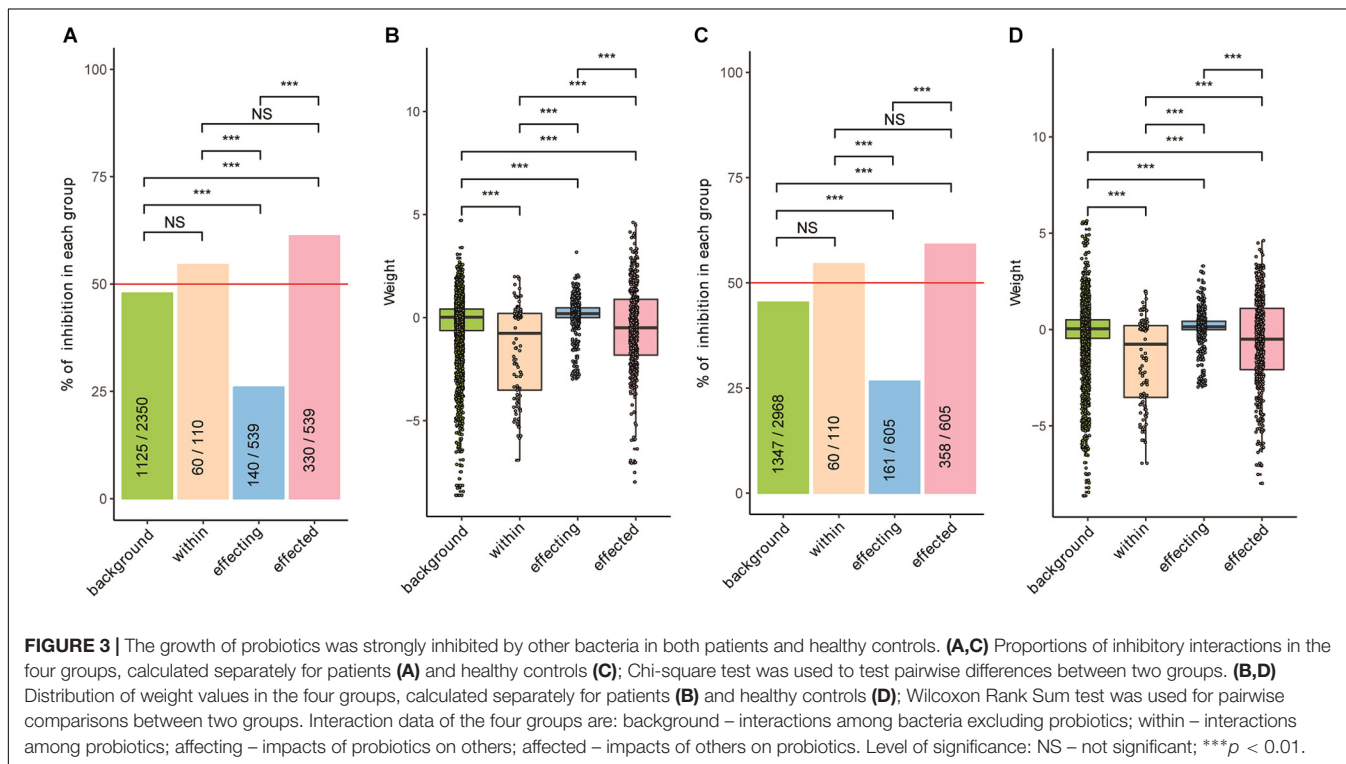 A
% of inhibition in each group
100
75
50
25
0
***
NS
***
***
***
NS
1125 / 2350
60 / 110
140 / 539
330 / 539
background
within
effecting
effected
B
Weight
10
5
0
−5
***
***
***
***
***
***
background
within
effecting
effected
C
% of inhibition in each group
100
75
50
25
0
***
NS
***
***
***
NS
1347 / 2968
60 / 110
161 / 605
358 / 605
background
within
effecting
effected
D
Weight
10
5
0
−5
***
***
***
***
***
***
background
within
effecting
effected
FIGURE 3 | The growth of probiotics was strongly inhibited by other bacteria in both patients and healthy controls. (A,C) Proportions of inhibitory interactions in the
four groups, calculated separately for patients (A) and healthy controls (C); Chi-square test was used to test pairwise differences between two groups. (B,D)
Distribution of weight values in the four groups, calculated separately for patients (B) and healthy controls (D); Wilcoxon Rank Sum test was used for pairwise
comparisons between two groups. Interaction data of the four groups are: background – interactions among bacteria excluding probiotics; within – interactions
among probiotics; affecting – impacts of probiotics on others; affected – impacts of others on probiotics. Level of significance: NS – not significant; ***p < 0.01.